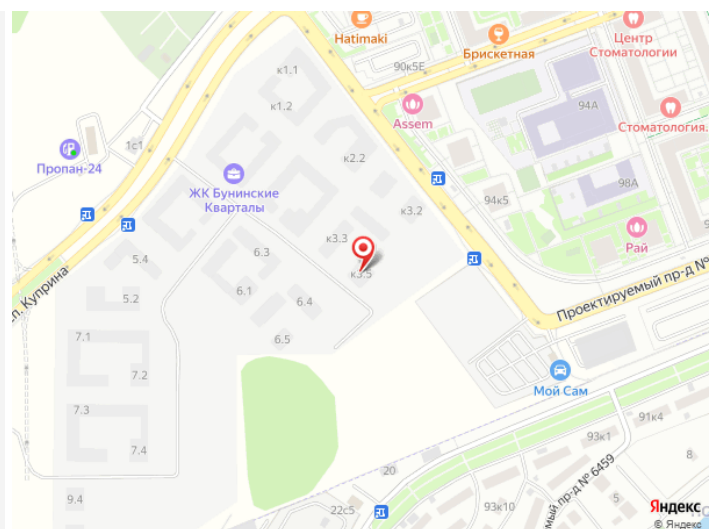 Hatimaki
Брискетная
Центр
Стоматологии
90к5Е
к1.1
к1.2
94А
Assem
Стоматология.
Пропан-24
1с1
к2.2
ЖК Бунинские
Кварталы
98А
94к5
к3.2
Рай
к3.3
6.3
5.4
к3.5
5.2
6.1
6.4
п. Куприна
Проектируемый пр-д №
7.1
6.5
7.2
Мой Сам
7.3
91к4
93к1
7.4
8
20
ый пр-д № 6459
9.4
5
93к10
22с5
Яндекс
© Яндекс